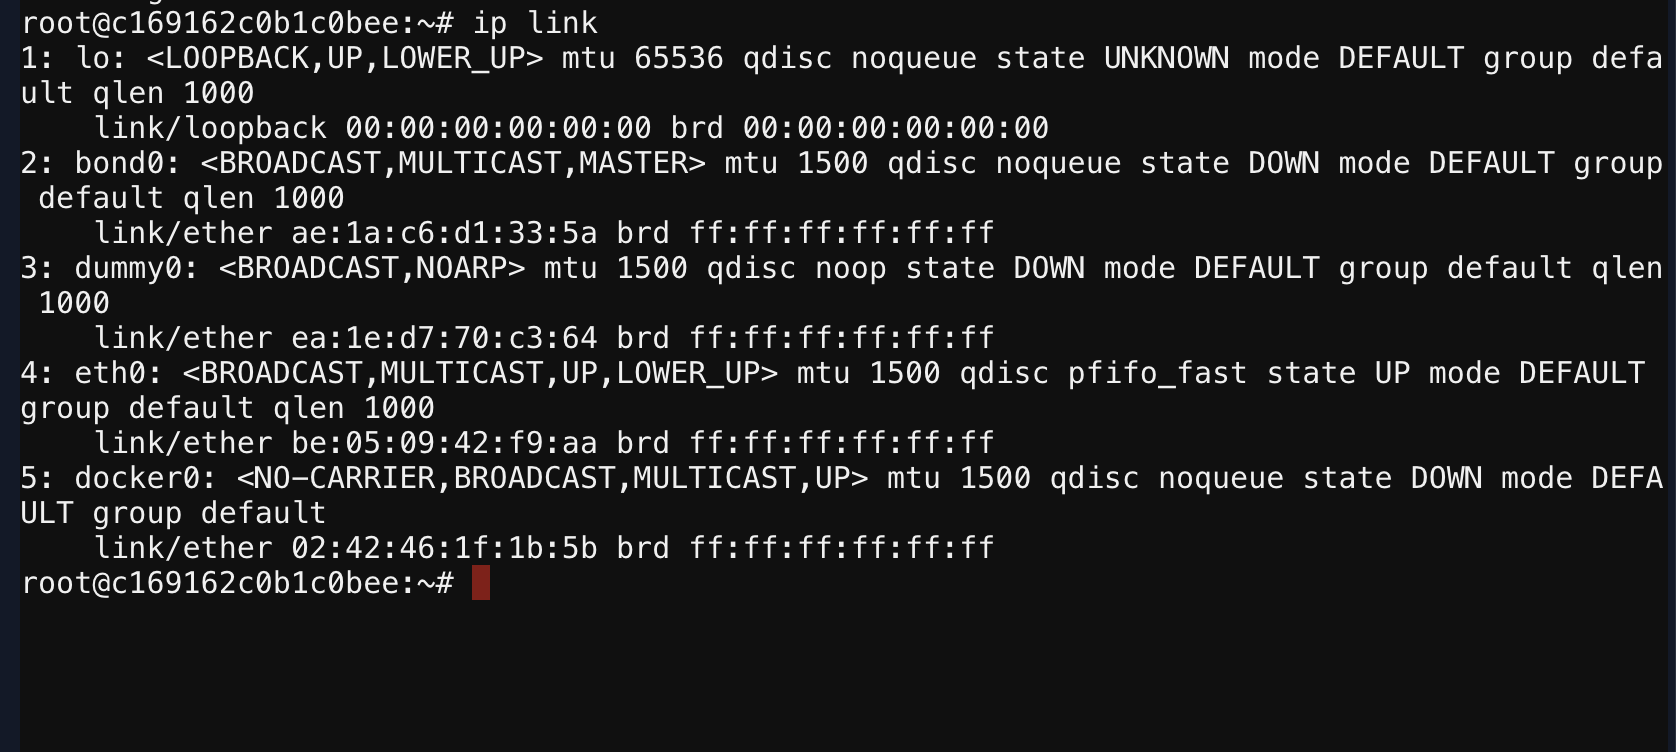 root@c169162c0b1c0bee:~# ip link
1: lo: <LOOPBACK,UP,LOWER_UP> mtu 65536 qdisc noqueue state UNKNOWN mode DEFAULT group defa
ult qlen 1000
    link/loopback 00:00:00:00:00:00 brd 00:00:00:00:00:00
2: bond0: <BROADCAST,MULTICAST,MASTER> mtu 1500 qdisc noqueue state DOWN mode DEFAULT group
 default qlen 1000
    link/ether ae:1a:c6:d1:33:5a brd ff:ff:ff:ff:ff:ff
3: dummy0: <BROADCAST,NOARP> mtu 1500 qdisc noop state DOWN mode DEFAULT group default qlen
 1000
    link/ether ea:1e:d7:70:c3:64 brd ff:ff:ff:ff:ff:ff
4: eth0: <BROADCAST,MULTICAST,UP,LOWER_UP> mtu 1500 qdisc pfifo_fast state UP mode DEFAULT
group default qlen 1000
    link/ether be:05:09:42:f9:aa brd ff:ff:ff:ff:ff:ff
5: docker0: <NO-CARRIER,BROADCAST,MULTICAST,UP> mtu 1500 qdisc noqueue state DOWN mode DEFA
ULT group default
    link/ether 02:42:46:1f:1b:5b brd ff:ff:ff:ff:ff:ff
root@c169162c0b1c0bee:~#